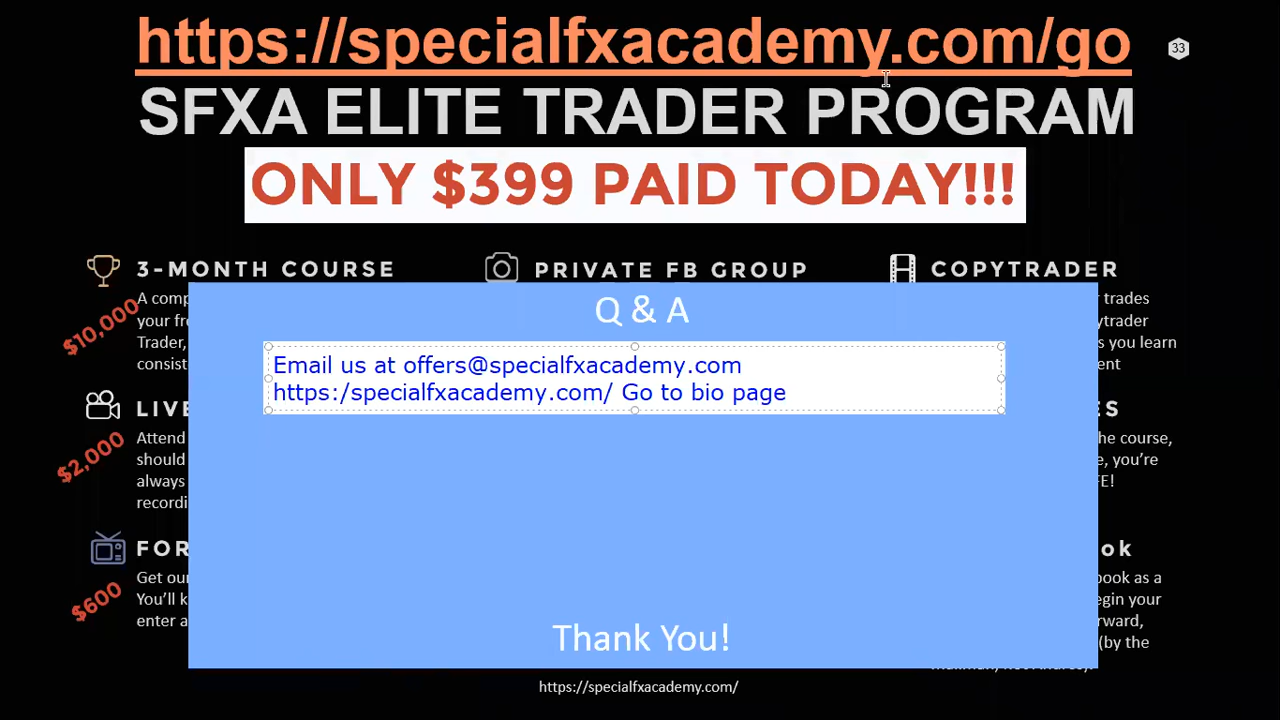 https://specialfxacademy.com/go
33
SFXA ELITE TRADER PROGRAM
ONLY $399 PAID TODAY!!!
3-MONTH COURSE
PRIVATE FB GROUP
COPYTRADER
$10,000
A comp
your fr
Trader,
consist
trades
ytrader
s you learn
ent
Q & A
Email us at offers@specialfxacademy.com
https:/specialfxacademy.com/ Go to bio page
LIVE
ES
$2,000
Attend
should
always
recordi
he course,
e, you’re
FE!
FOR
ok
$600
Get our
You’ll k
enter a
book as a
egin your
rward,
(by the
Thank You!
https://specialfxacademy.com/